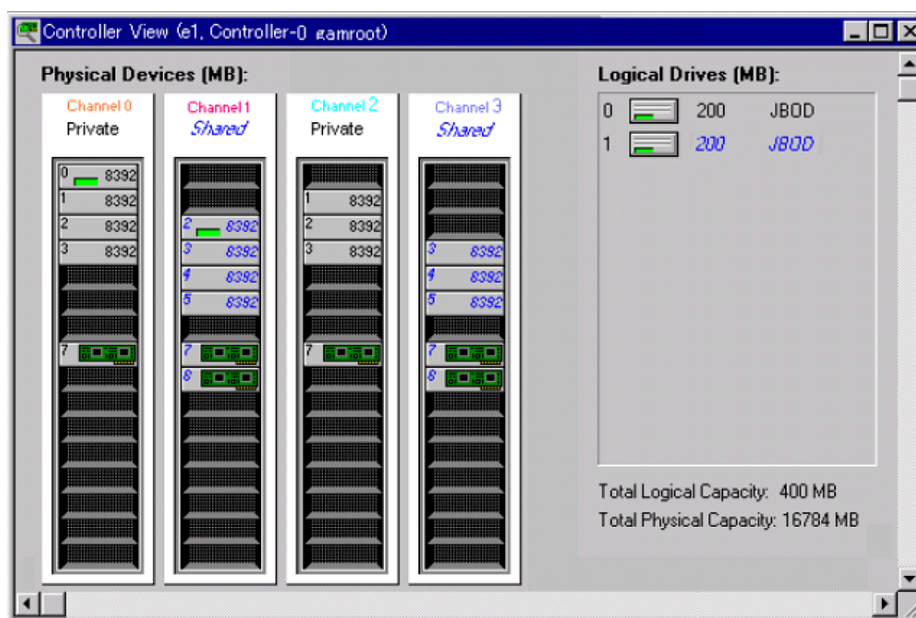 Controller View (e1, Controller-0 gamroot)
Physical Devices (MB):
Channel 0
Private
0 8392
1 8392
2 8392
3 8392
7
Channel 1
Shared
2 8392
3 8392
4 8392
5 8392
7
8
Channel 2
Private
1 8392
2 8392
3 8392
7
Channel 3
Shared
3 8392
4 8392
5 8392
7
8
Logical Drives (MB):
0 200 JBOD
1 200 JBOD
Total Logical Capacity: 400 MB
Total Physical Capacity: 16784 MB